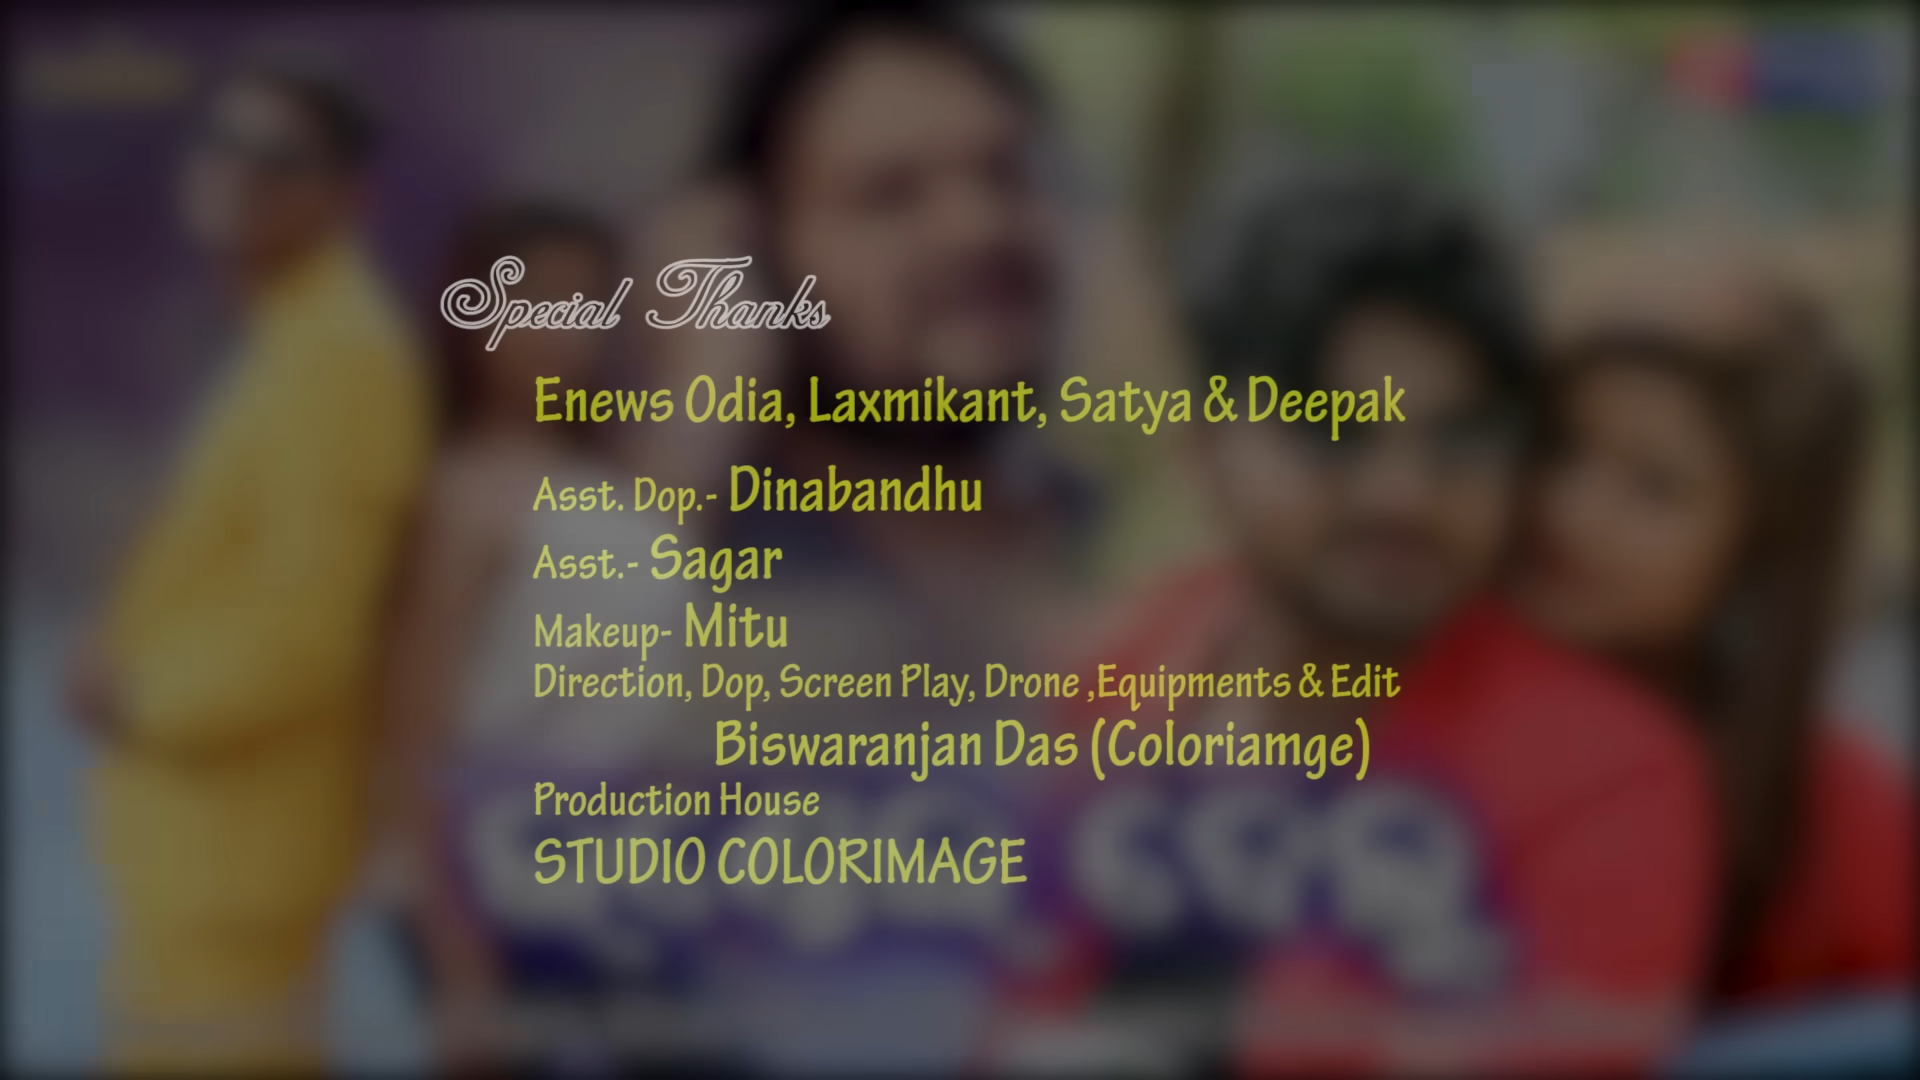 Special Thanks
Enews Odia, Laxmikant, Satya & Deepak
Asst. Dop.- Dinabandhu
Asst.- Sagar
Makeup- Mitu
Direction, Dop, Screen Play, Drone ,Equipments & Edit
Biswaranjan Das (Coloriamge)
Production House
STUDIO COLORIMAGE